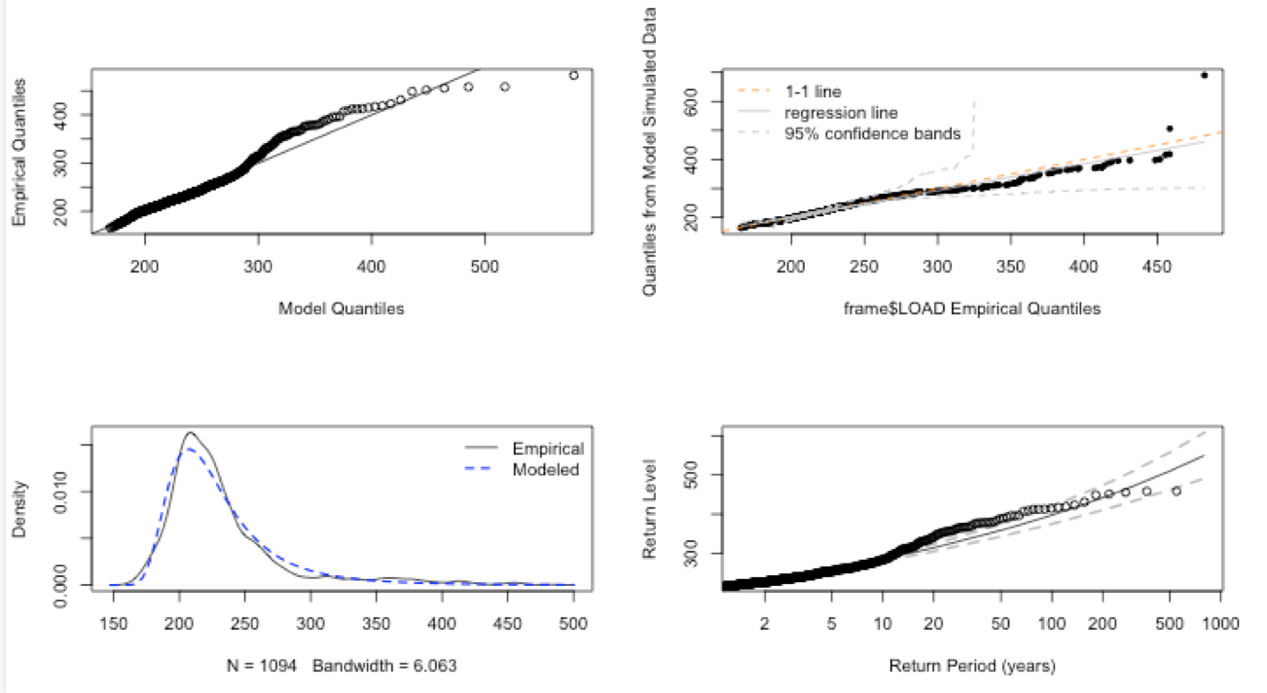 Empirical Quantiles
200
300
400
200
300
400
500
Model Quantiles
Quantiles from Model Simulated Data
200
400
600
1-1 line
regression line
95% confidence bands
200
250
300
350
400
450
frame$LOAD Empirical Quantiles
Density
0.000
0.010
Empirical
Modeled
150
200
250
300
350
400
450
500
N = 1094 Bandwidth = 6.063
Return Level
300
500
2
5
10
20
50
100
200
500
1000
Return Period (years)